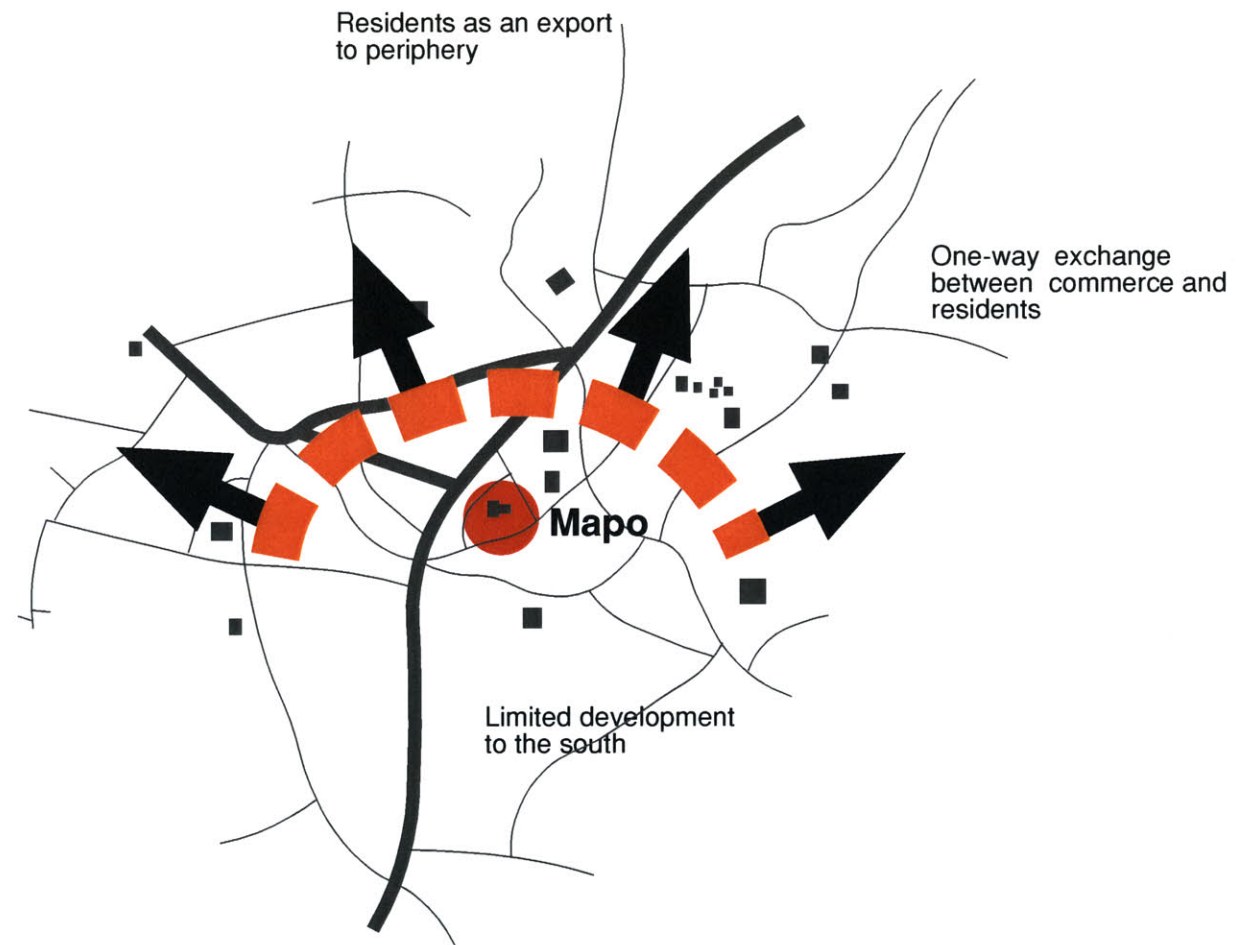 Residents as an export
to periphery
One-way exchange
between commerce and
residents
Mapo
Limited development
to the south